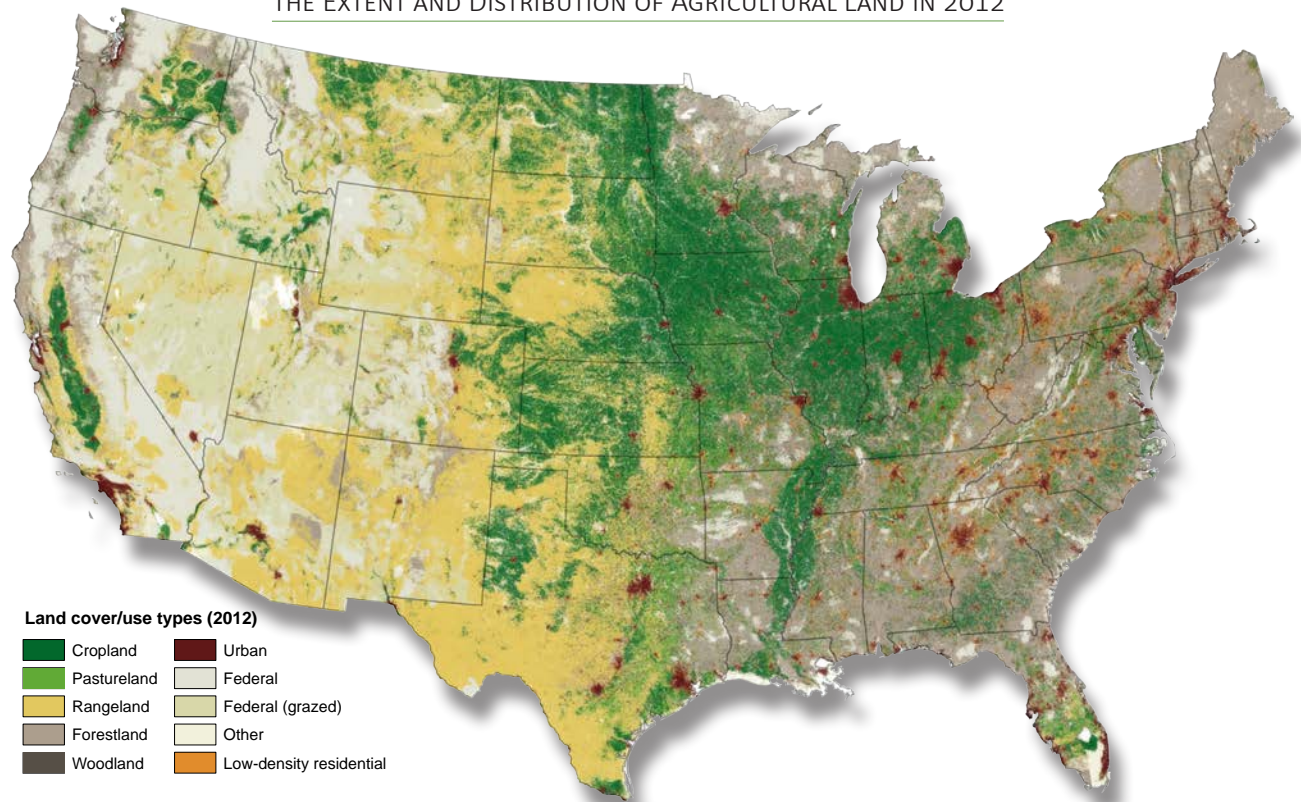 THE EXTENT AND DISTRIBUTION OF AGRICULTURAL LAND IN 2012
Land cover/use types (2012)
Cropland
Pastureland
Rangeland
Forestland
Woodland
Urban
Federal
Federal (grazed)
Other
Low-density residential